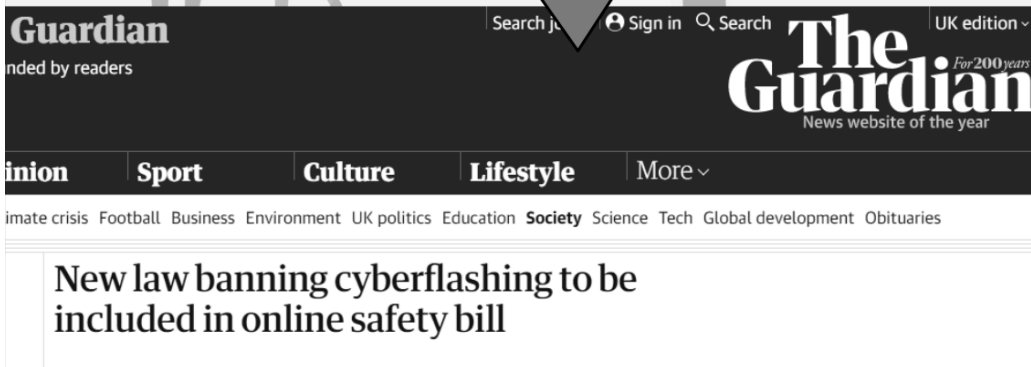 Guardian
Search Sign in Search
UK edition
nded by readers
The
Guardian
For 200 years
News website of the year
inion Sport Culture Lifestyle More
imate crisis Football Business Environment UK politics Education Society Science Tech Global development Obituaries
New law banning cyberflashing to be
included in online safety bill